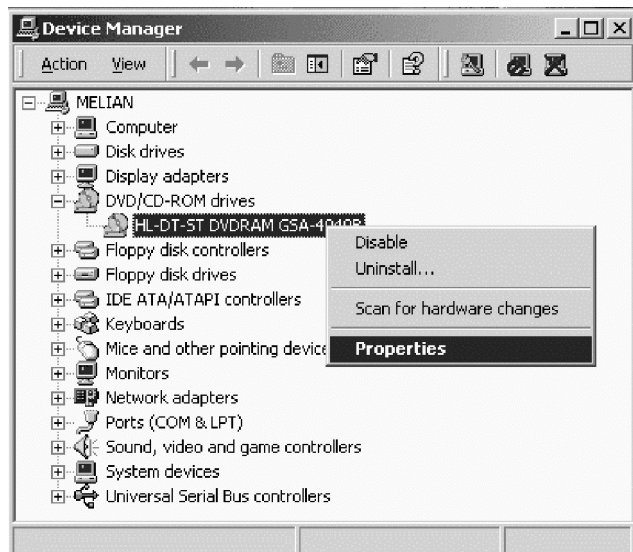 Device Manager
Action View
MELIAN
Computer
Disk drives
Display adapters
DVD/CD-ROM drives
HL-DT-ST DVDRAM GSA-4040B
Floppy disk controllers
Floppy disk drives
IDE ATA/ATAPI controllers
Keyboards
Mice and other pointing device
Monitors
Network adapters
Ports (COM & LPT)
Sound, video and game controllers
System devices
Universal Serial Bus controllers
Disable
Uninstall...
Scan for hardware changes
Properties